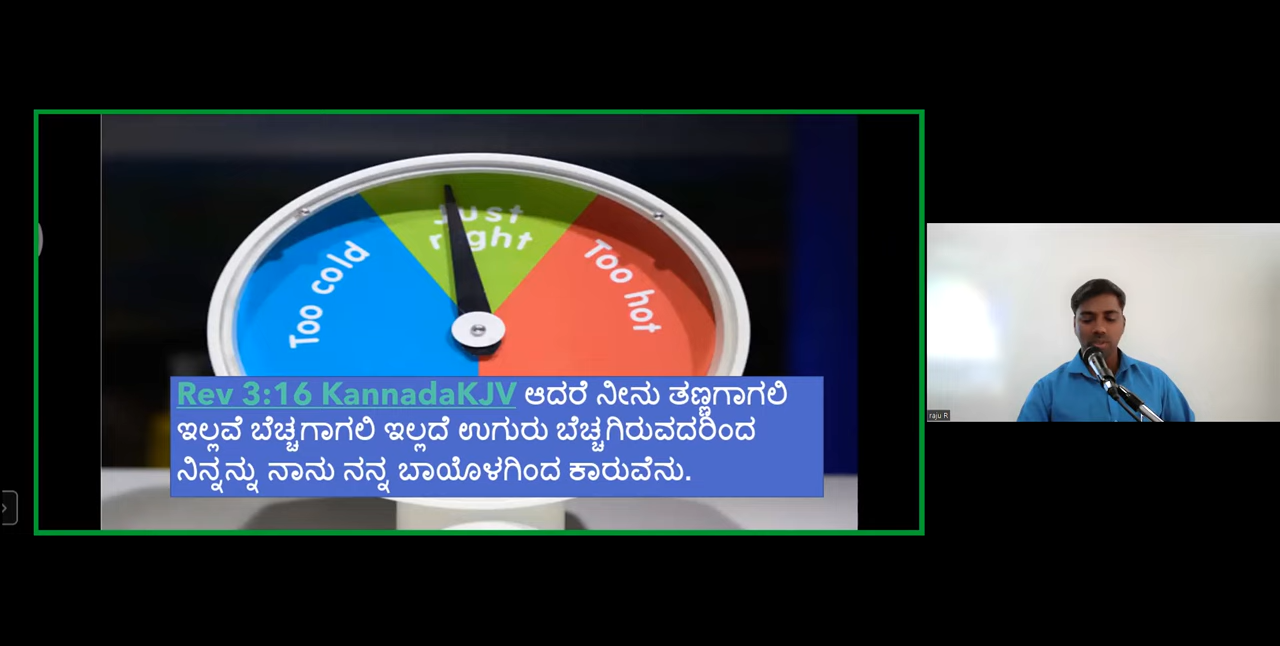 Too cold
Just
right
Too hot
Rev 3:16 KannadaKJV ಆದರೆ ನೀನು ತಣ್ಣಗಾಗಲಿ
ಇಲ್ಲವೆ ಬೆಚ್ಚಗಾಗಲಿ ಇಲ್ಲದೆ ಉಗುರು ಬೆಚ್ಚಗಿರುವದರಿಂದ
ನಿನ್ನನ್ನು ನಾನು ನನ್ನ ಬಾಯೊಳಗಿಂದ ಕಾರುವೆನು.
raju R